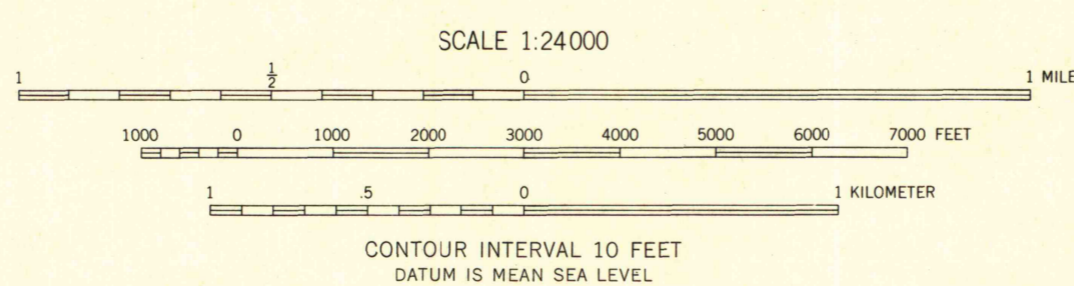 SCALE 1:24000
1 ½ 0 1 MILE
1000 0 1000 2000 3000 4000 5000 6000 7000 FEET
1 .5 0 1 KILOMETER
CONTOUR INTERVAL 10 FEET
DATUM IS MEAN SEA LEVEL